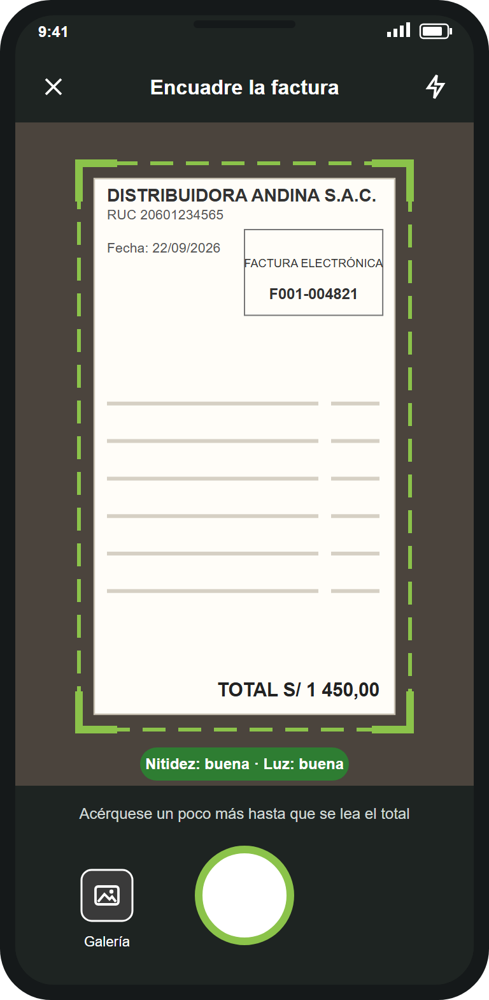 9:41
Encuadre la factura
DISTRIBUIDORA ANDINA S.A.C.
RUC 20601234565
Fecha: 22/09/2026
FACTURA ELECTRÓNICA
F001-004821
TOTAL S/ 1 450,00
Nitidez: buena · Luz: buena
Acérquese un poco más hasta que se lea el total
Galería